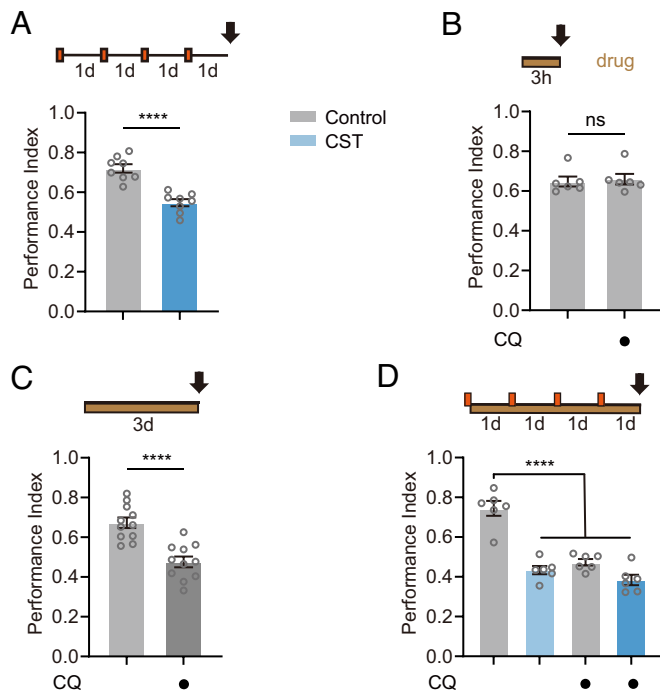 A
1d 1d 1d 1d
1.0
0.8
0.6
0.4
0.2
0.0
Performance Index
****
Control
CST
B
3h
drug
1.0
0.8
0.6
0.4
0.2
0.0
Performance Index
ns
CQ
C
3d
1.0
0.8
0.6
0.4
0.2
0.0
Performance Index
****
CQ
D
1d 1d 1d 1d
1.0
0.8
0.6
0.4
0.2
0.0
Performance Index
****
CQ